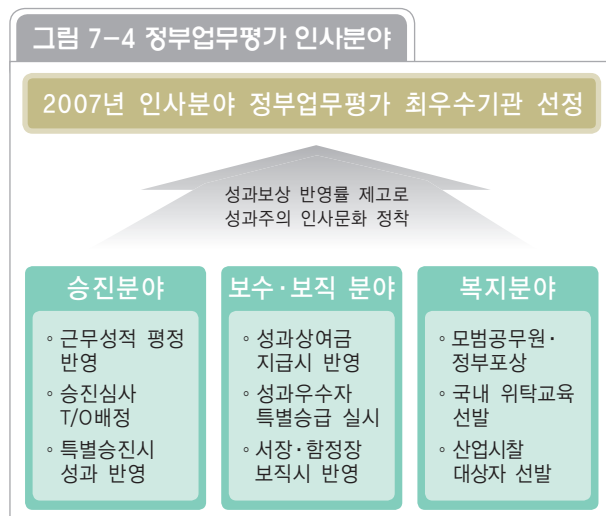 그림 7-4 정부업무평가 인사분야
2007년 인사분야 정부업무평가 최우수기관 선정
성과보상 반영률 제고로
성과주의 인사문화 정착
승진분야
◦ 근무성적 평정
반영
◦ 승진심사
T/O배정
◦ 특별승진시
성과 반영
보수·보직 분야
◦ 성과상여금
지급시 반영
◦ 성과우수자
특별승급 실시
◦ 서장·함정장
보직시 반영
복지분야
◦ 모범공무원·
정부포상
◦ 국내 위탁교육
선발
◦ 산업시찰
대상자 선발